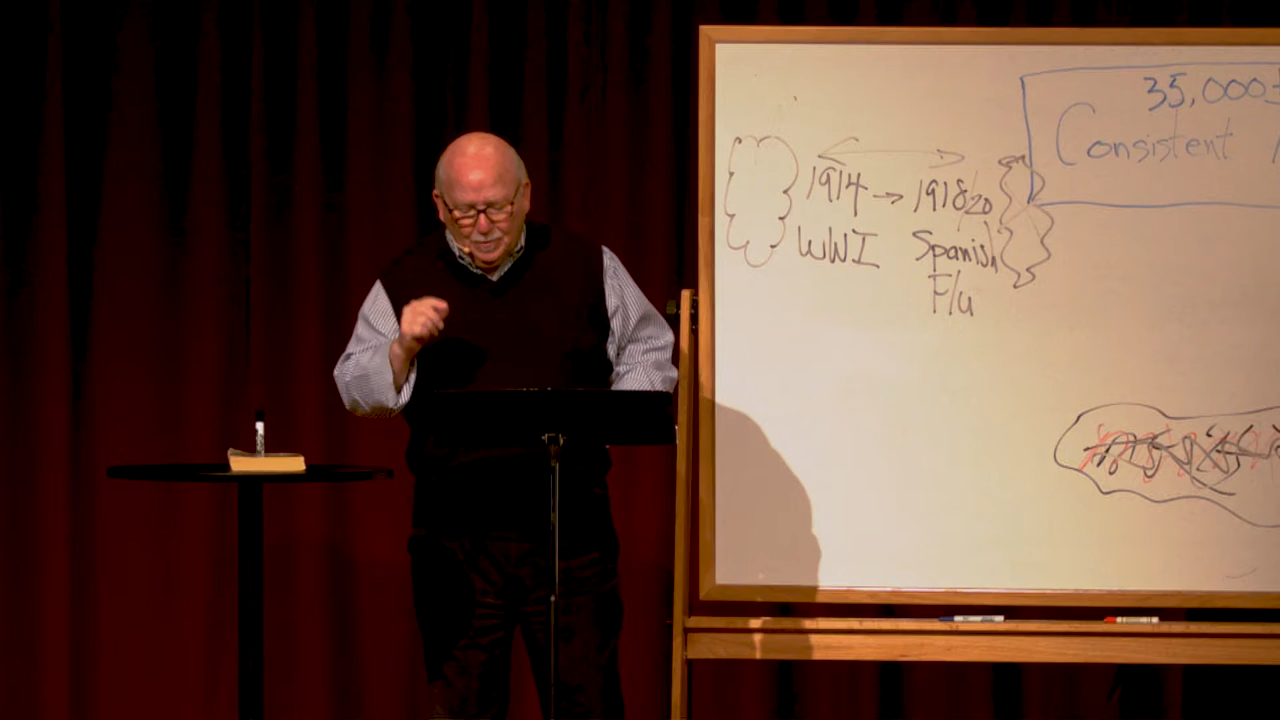 35,000±
Consistent
1914 → 1918/20
WWI Spanish
Flu